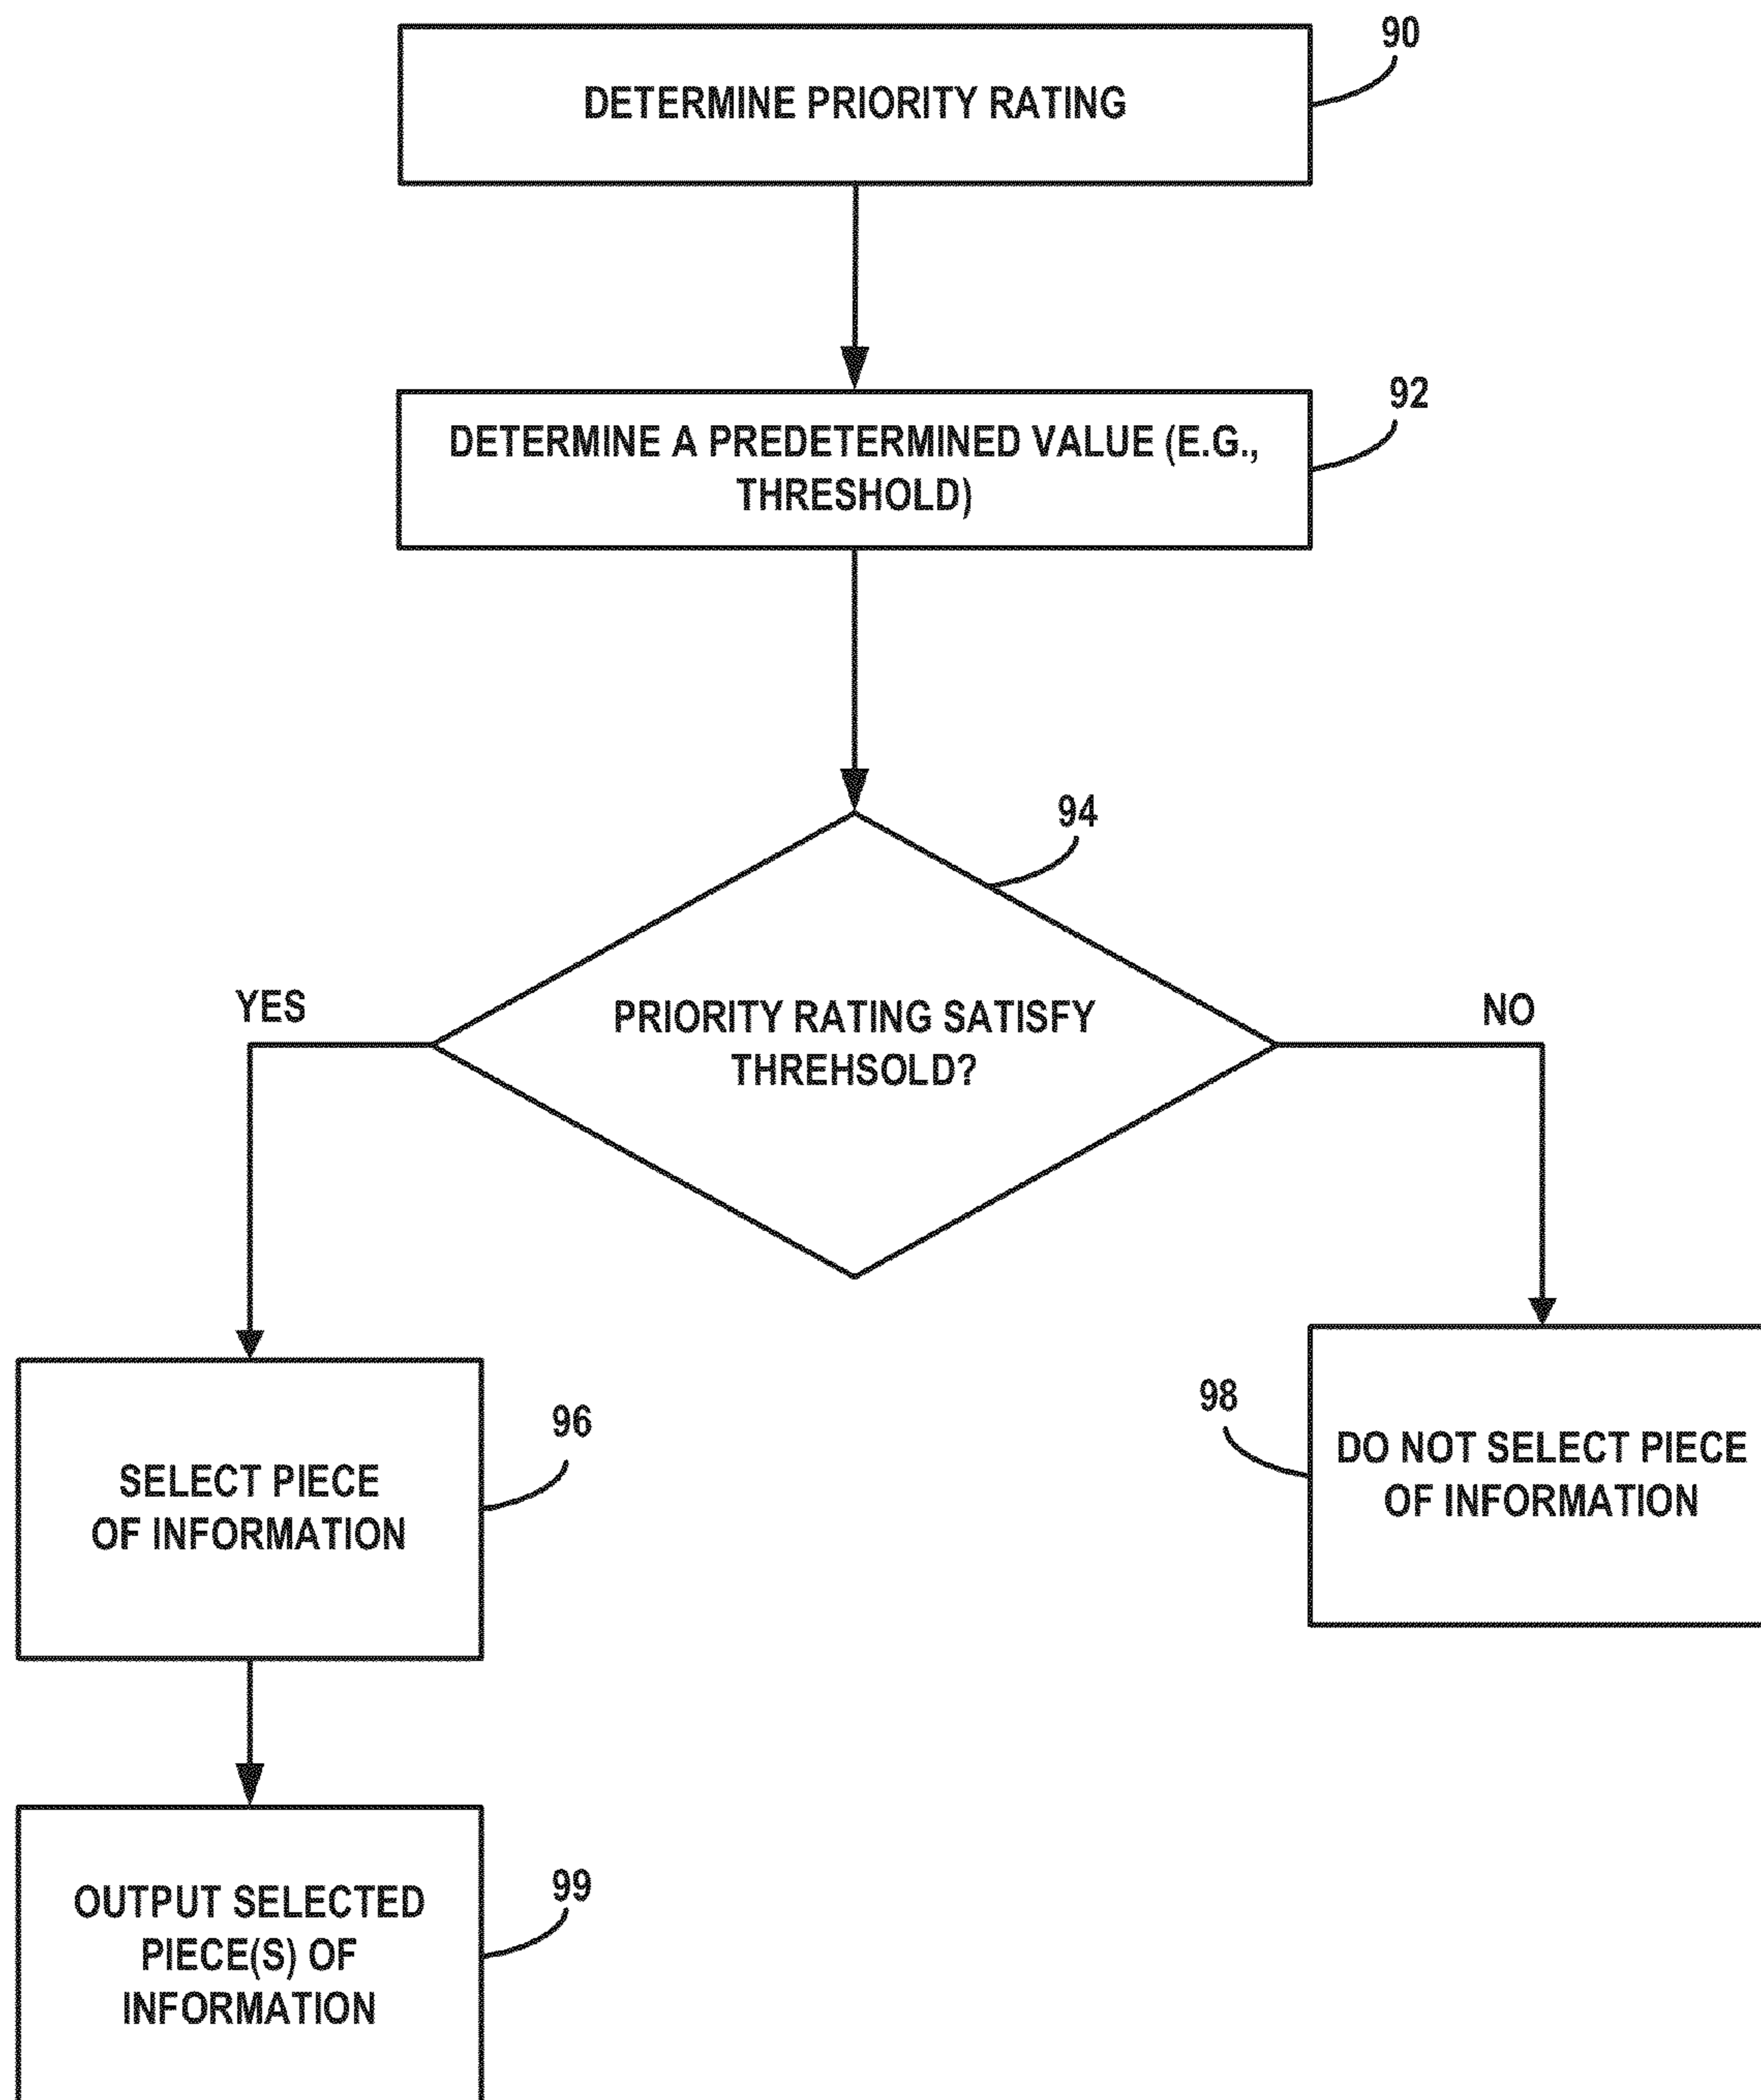 90
DETERMINE PRIORITY RATING
92
DETERMINE A PREDETERMINED VALUE (E.G.,
THRESHOLD)
94
YES
NO
PRIORITY RATING SATISFY
THREHSOLD?
96
98
SELECT PIECE
OF INFORMATION
DO NOT SELECT PIECE
OF INFORMATION
99
OUTPUT SELECTED
PIECE(S) OF
INFORMATION